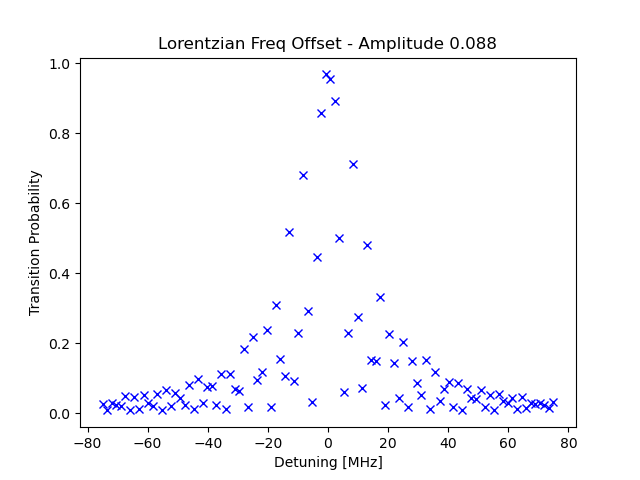 Lorentzian Freq Offset - Amplitude 0.088
1.0
0.8
0.6
0.4
0.2
0.0
Transition Probability
−80 −60 −40 −20 0 20 40 60 80
Detuning [MHz]